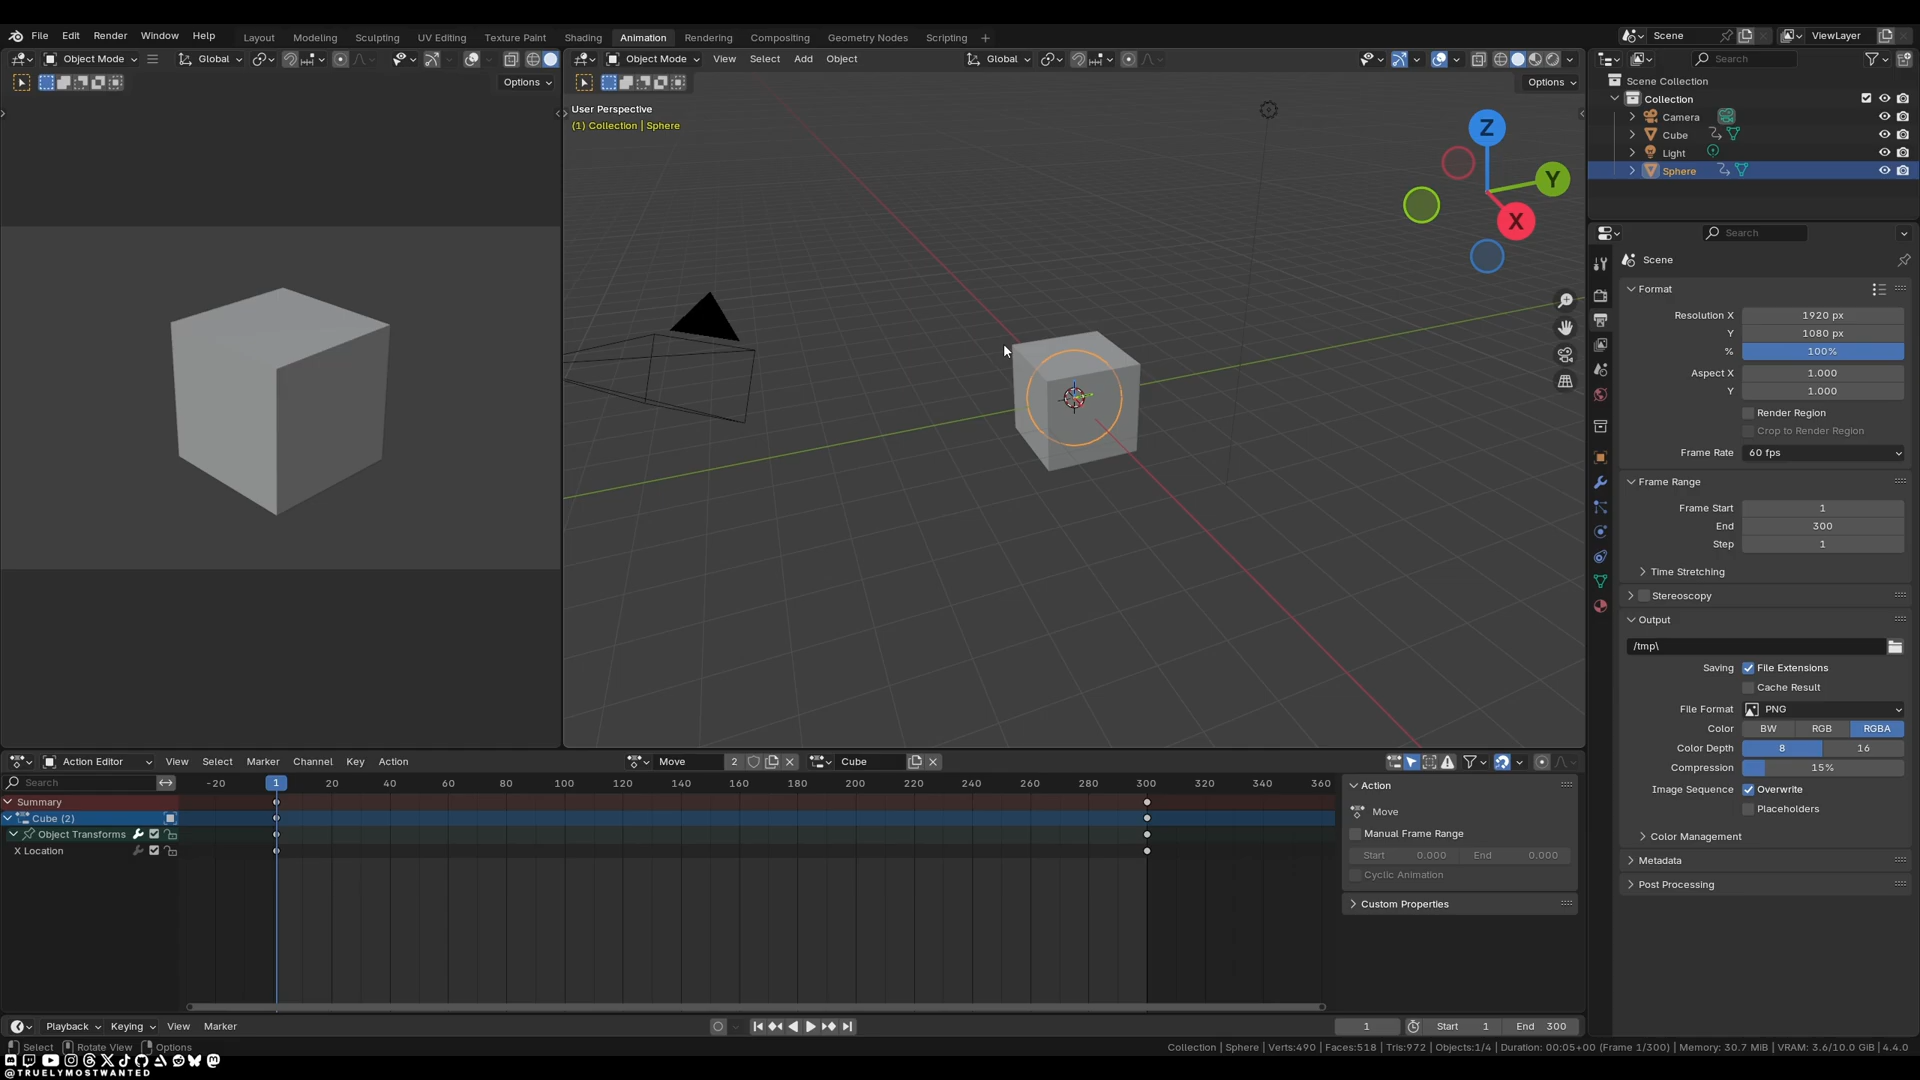 File Edit Render Window Help
Layout Modeling Sculpting UV Editing Texture Paint Shading Animation Rendering Compositing Geometry Nodes Scripting +
Scene
ViewLayer
Object Mode
Global
Options
Object Mode View Select Add Object
Global
Options
User Perspective
(1) Collection | Sphere
Z
Y
X
Search
Scene Collection
Collection
Camera
Cube
Light
Sphere
Search
Scene
Format
Resolution X 1920 px
Y 1080 px
% 100%
Aspect X 1.000
Y 1.000
Render Region
Crop to Render Region
Frame Rate 60 fps
Frame Range
Frame Start 1
End 300
Step 1
Time Stretching
Stereoscopy
Output
/tmp\
Saving File Extensions
Cache Result
File Format PNG
Color BW RGB RGBA
Color Depth 8 16
Compression 15%
Image Sequence Overwrite
Placeholders
Color Management
Metadata
Post Processing
Action Editor View Select Marker Channel Key Action
Move 2
Cube
Search
-20 1 20 40 60 80 100 120 140 160 180 200 220 240 260 280 300 320 340 360
Summary
Cube (2)
Object Transforms
X Location
Action
Move
Manual Frame Range
Start 0.000 End 0.000
Cyclic Animation
Custom Properties
Playback Keying View Marker
1 Start 1 End 300
Select Rotate View Options
Collection | Sphere | Verts:490 | Faces:518 | Tris:972 | Objects:1/4 | Duration: 00:05+00 (Frame 1/300) | Memory: 30.7 MiB | VRAM: 3.6/10.0 GiB | 4.4.0
@TRUELYMOSTWANTED